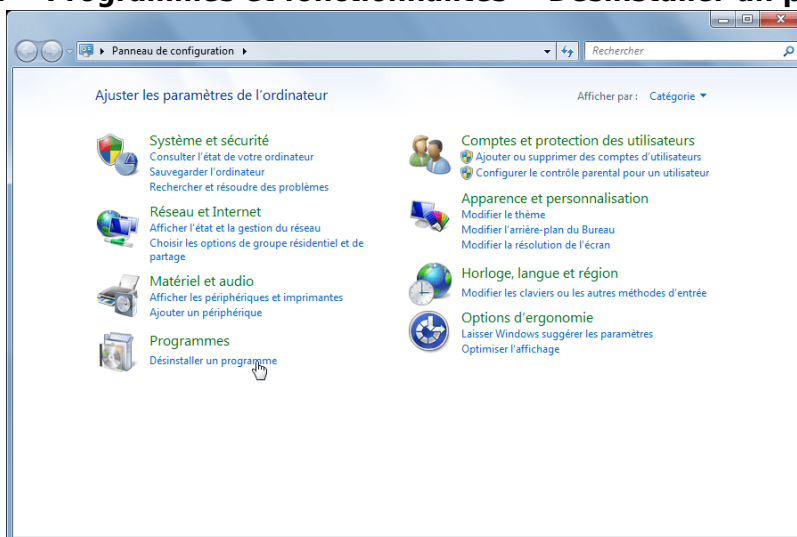 Programmes et fonctionnalités - Désinstaller un p
Panneau de configuration
Rechercher
Ajuster les paramètres de l'ordinateur
Afficher par : Catégorie
Système et sécurité
Consulter l'état de votre ordinateur
Sauvegarder l'ordinateur
Rechercher et résoudre des problèmes
Réseau et Internet
Afficher l'état et la gestion du réseau
Choisir les options de groupe résidentiel et de
partage
Matériel et audio
Afficher les périphériques et imprimantes
Ajouter un périphérique
Programmes
Désinstaller un programme
Comptes et protection des utilisateurs
Ajouter ou supprimer des comptes d'utilisateurs
Configurer le contrôle parental pour un utilisateur
Apparence et personnalisation
Modifier le thème
Modifier l'arrière-plan du Bureau
Modifier la résolution de l'écran
Horloge, langue et région
Modifier les claviers ou les autres méthodes d'entrée
Options d'ergonomie
Laisser Windows suggérer les paramètres
Optimiser l'affichage